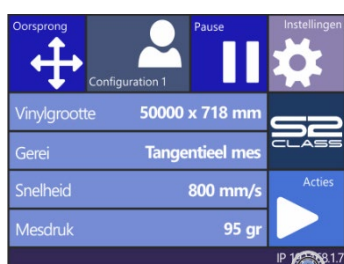 Oorsprong
Configuration 1
Pause
Instellingen
Vinylgrootte 50000 x 718 mm
Gerei Tangentieel mes
Snelheid 800 mm/s
Mesdruk 95 gr
S2
CLASS
Acties
IP